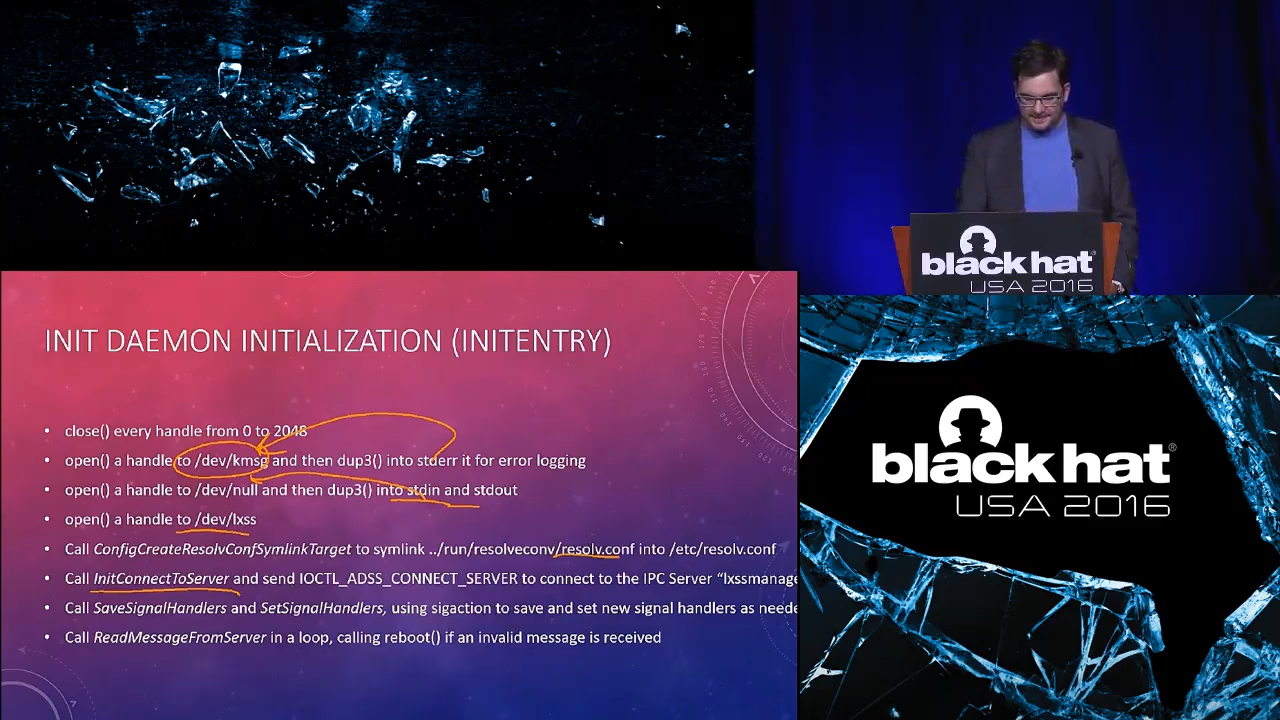 black hat
USA 2016
INIT DAEMON INITIALIZATION (INITENTRY)
• close() every handle from 0 to 2048
• open() a handle to /dev/kmsg and then dup3() into stderr it for error logging
• open() a handle to /dev/null and then dup3() into stdin and stdout
• open() a handle to /dev/lxss
• Call ConfigCreateResolvConfSymlinkTarget to symlink ../run/resolveconv/resolv.conf into /etc/resolv.conf
• Call InitConnectToServer and send IOCTL_ADSS_CONNECT_SERVER to connect to the IPC Server “lxssmanage
• Call SaveSignalHandlers and SetSignalHandlers, using sigaction to save and set new signal handlers as neede
• Call ReadMessageFromServer in a loop, calling reboot() if an invalid message is received
black hat®
USA 2016